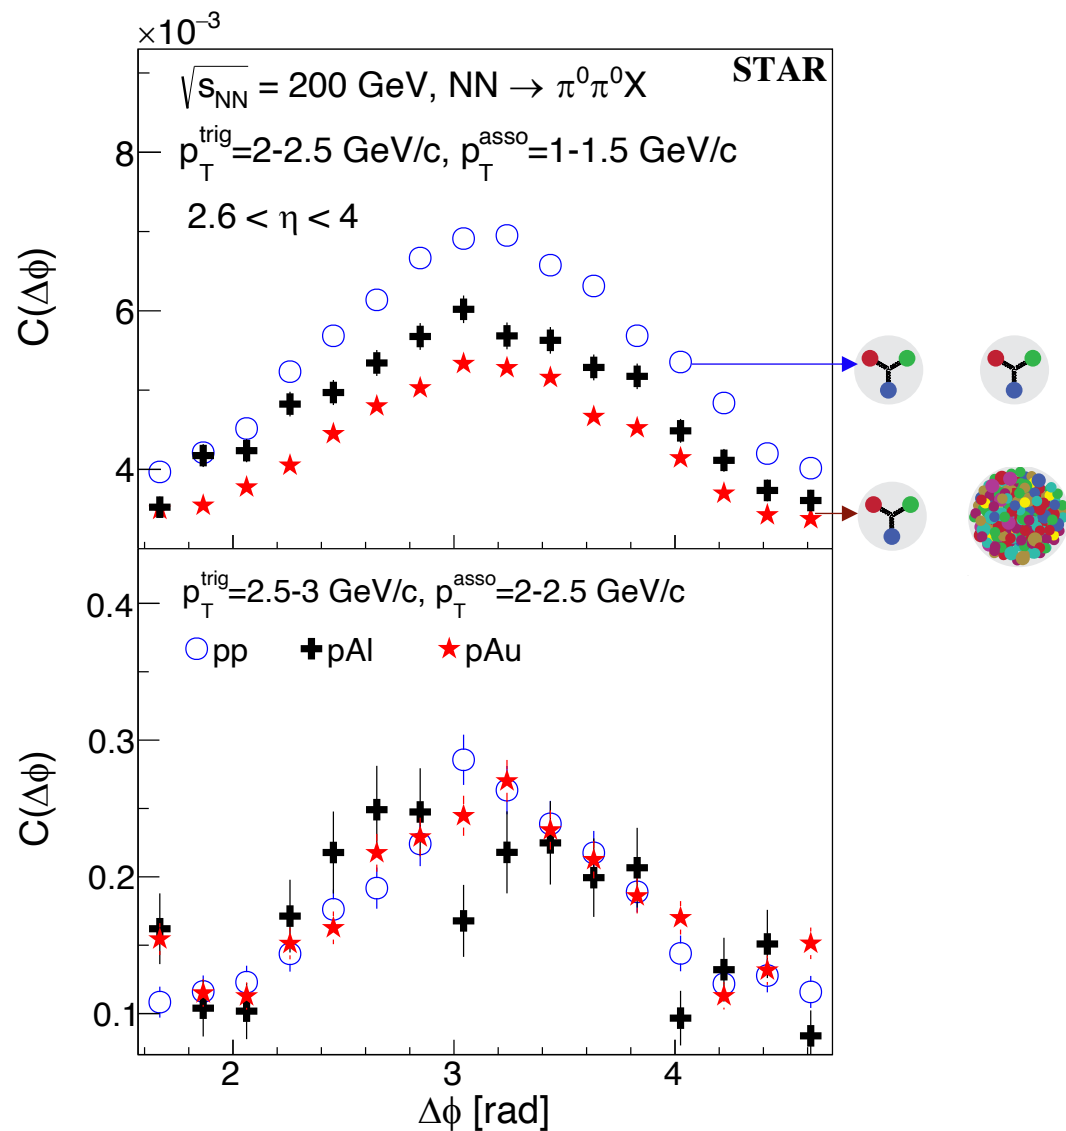 ×10⁻³
√s_NN = 200 GeV, NN → π⁰π⁰X
STAR
p_T^trig=2-2.5 GeV/c, p_T^asso=1-1.5 GeV/c
2.6 < η < 4
8
6
4
C(Δϕ)
p_T^trig=2.5-3 GeV/c, p_T^asso=2-2.5 GeV/c
pp pAl pAu
0.4
0.3
0.2
0.1
C(Δϕ)
2 3 4
Δϕ [rad]